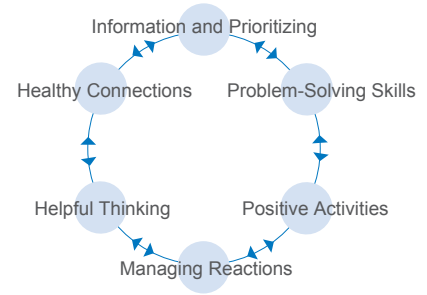 Information and Prioritizing
Healthy Connections
Problem-Solving Skills
Helpful Thinking
Positive Activities
Managing Reactions